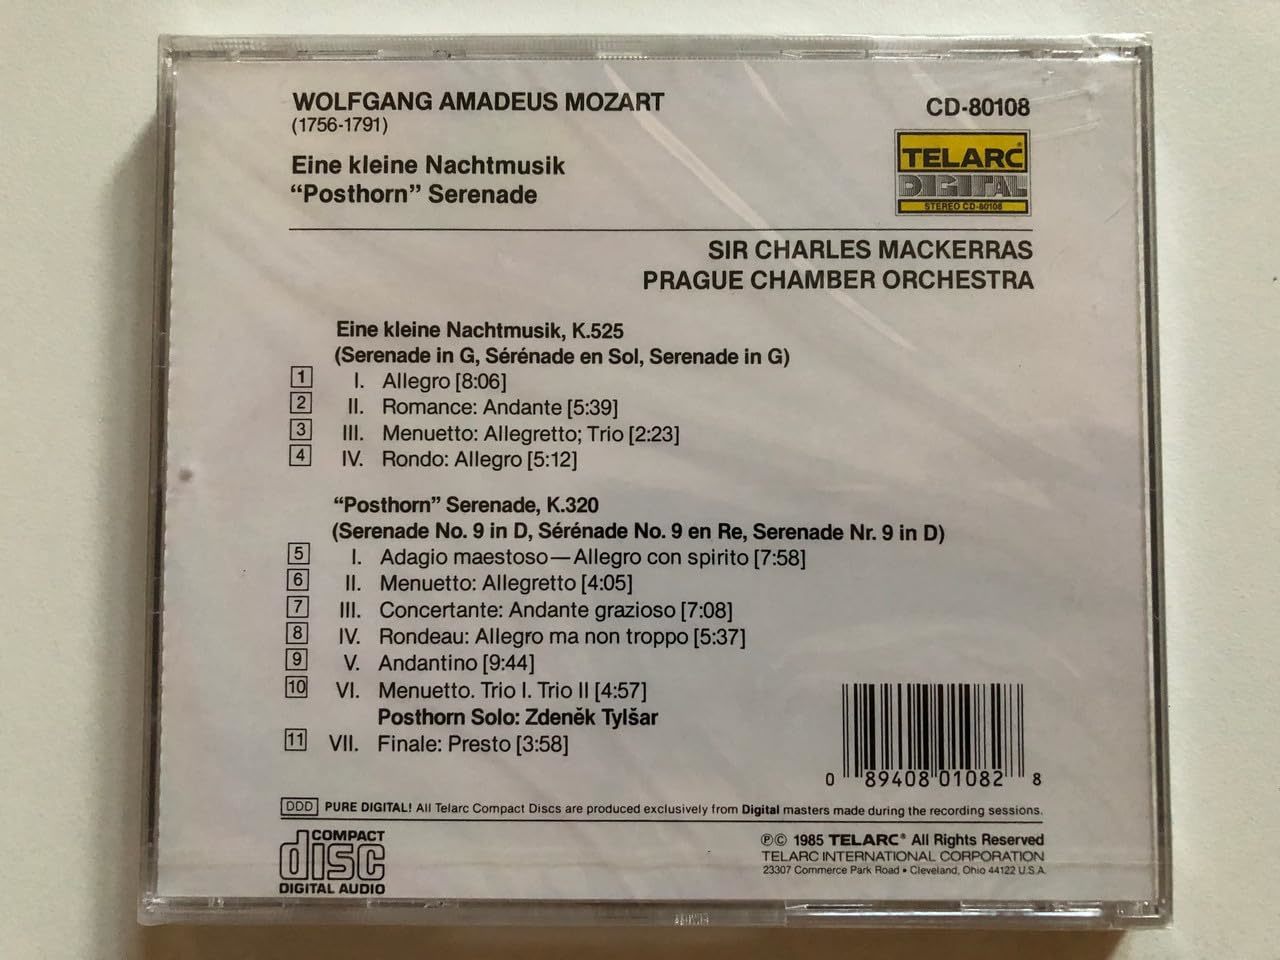 WOLFGANG AMADEUS MOZART
(1756-1791)
CD-80108
Eine kleine Nachtmusik
“Posthorn” Serenade
TELARC®
DIGITAL
STEREO CD-80108
SIR CHARLES MACKERRAS
PRAGUE CHAMBER ORCHESTRA
Eine kleine Nachtmusik, K.525
(Serenade in G, Sérénade en Sol, Serenade in G)
1 I. Allegro [8:06]
2 II. Romance: Andante [5:39]
3 III. Menuetto: Allegretto; Trio [2:23]
4 IV. Rondo: Allegro [5:12]
“Posthorn” Serenade, K.320
(Serenade No. 9 in D, Sérénade No. 9 en Re, Serenade Nr. 9 in D)
5 I. Adagio maestoso—Allegro con spirito [7:58]
6 II. Menuetto: Allegretto [4:05]
7 III. Concertante: Andante grazioso [7:08]
8 IV. Rondeau: Allegro ma non troppo [5:37]
9 V. Andantino [9:44]
10 VI. Menuetto. Trio I. Trio II [4:57]
Posthorn Solo: Zdeněk Tylšar
11 VII. Finale: Presto [3:58]
0 89408 01082 8
DDD PURE DIGITAL! All Telarc Compact Discs are produced exclusively from Digital masters made during the recording sessions.
COMPACT
disc
DIGITAL AUDIO
℗© 1985 TELARC® All Rights Reserved
TELARC INTERNATIONAL CORPORATION
23307 Commerce Park Road • Cleveland, Ohio 44122 U.S.A.